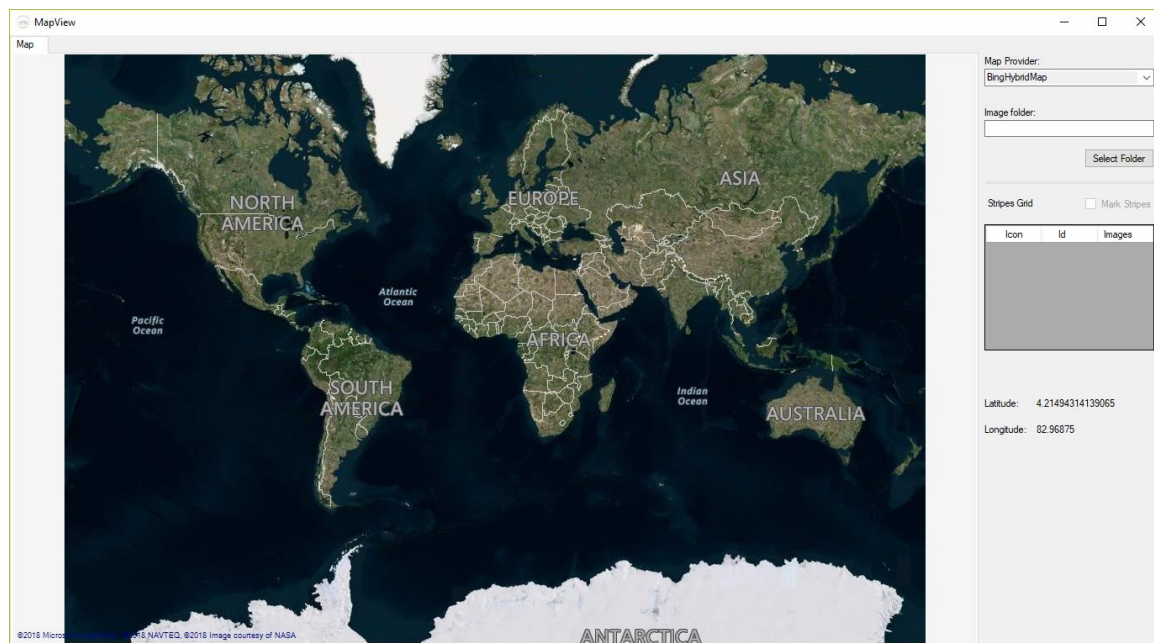 MapView
Map
Map Provider:
BingHybridMap
Image folder:
Select Folder
Stripes Grid
Mark Stripes
Icon Id Images
Latitude: 4.21494314139065
Longitude: 82.96875
NORTH
AMERICA
EUROPE
ASIA
Atlantic
Ocean
Pacific
Ocean
AFRICA
SOUTH
AMERICA
Indian
Ocean
AUSTRALIA
ANTARCTICA
©2018 NAVTEQ, ©2018 Image courtesy of NASA